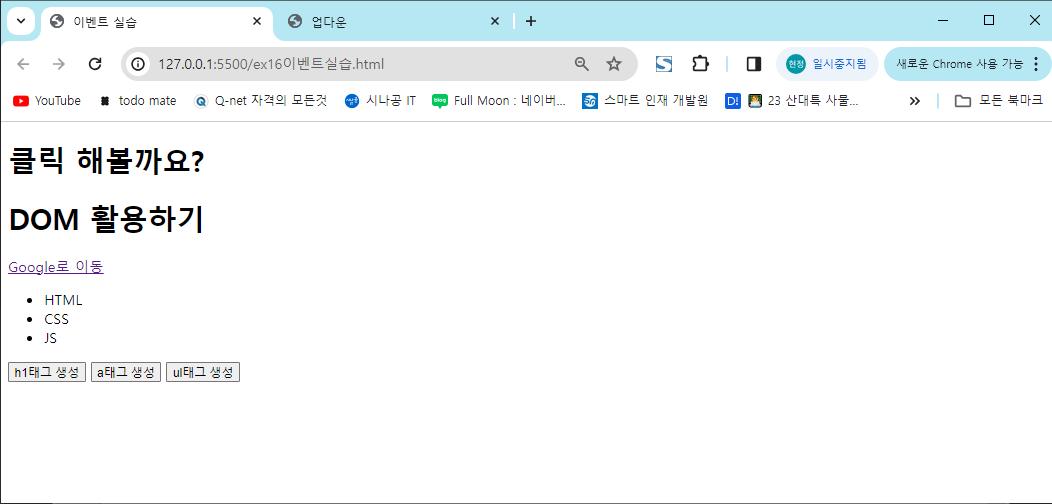 이벤트 실습
업다운
127.0.0.1:5500/ex16이벤트실습.html
현정
일시중지됨
새로운 Chrome 사용 가능
YouTube
todo mate
Q-net 자격의 모든것
시나공 IT
blog
Full Moon : 네이버...
스마트 인재 개발원
D!
23 산대특 사물...
모든 북마크
클릭 해볼까요?
DOM 활용하기
Google로 이동
HTML
CSS
JS
h1태그 생성 a태그 생성 ul태그 생성